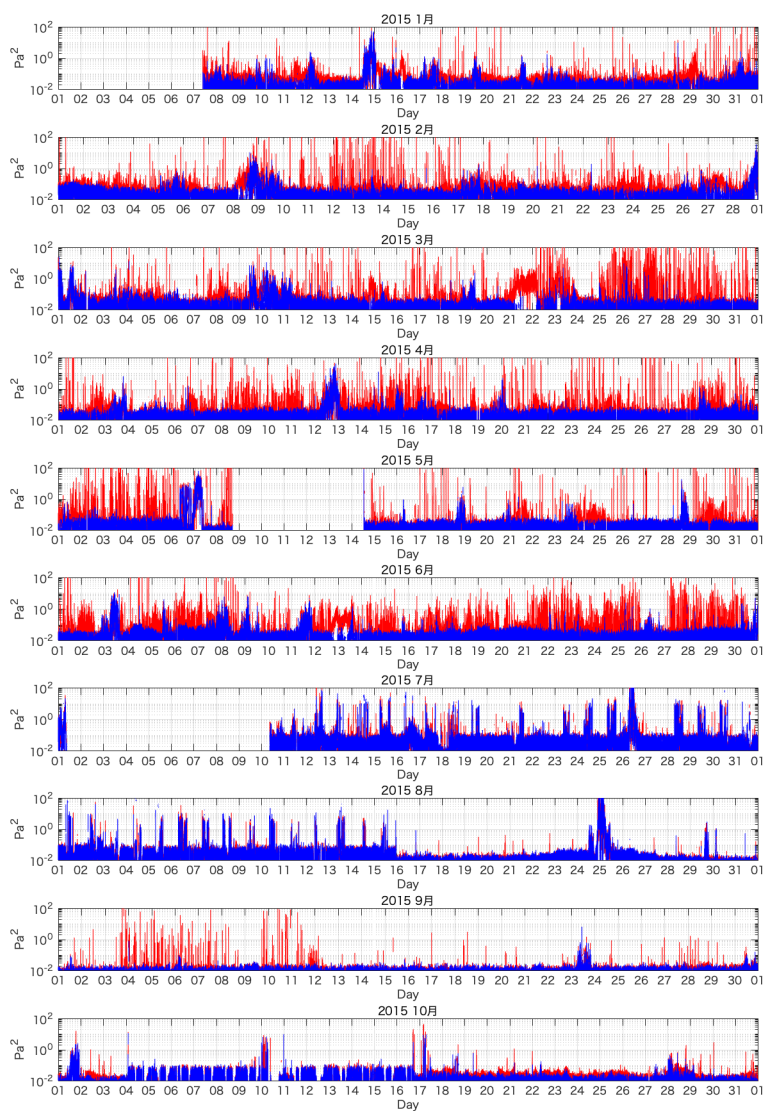 2015 1月
10² 10⁰ 10⁻²
Pa²
01 02 03 04 05 06 07 08 09 10 11 12 13 14 15 16 17 18 19 20 21 22 23 24 25 26 27 28 29 30 31 01
Day
2015 2月
10² 10⁰ 10⁻²
Pa²
01 02 03 04 05 06 07 08 09 10 11 12 13 14 15 16 17 18 19 20 21 22 23 24 25 26 27 28 01
Day
2015 3月
10² 10⁰ 10⁻²
Pa²
01 02 03 04 05 06 07 08 09 10 11 12 13 14 15 16 17 18 19 20 21 22 23 24 25 26 27 28 29 30 31 01
Day
2015 4月
10² 10⁰ 10⁻²
Pa²
01 02 03 04 05 06 07 08 09 10 11 12 13 14 15 16 17 18 19 20 21 22 23 24 25 26 27 28 29 30 01
Day
2015 5月
10² 10⁰ 10⁻²
Pa²
01 02 03 04 05 06 07 08 09 10 11 12 13 14 15 16 17 18 19 20 21 22 23 24 25 26 27 28 29 30 31 01
Day
2015 6月
10² 10⁰ 10⁻²
Pa²
01 02 03 04 05 06 07 08 09 10 11 12 13 14 15 16 17 18 19 20 21 22 23 24 25 26 27 28 29 30 01
Day
2015 7月
10² 10⁰ 10⁻²
Pa²
01 02 03 04 05 06 07 08 09 10 11 12 13 14 15 16 17 18 19 20 21 22 23 24 25 26 27 28 29 30 31 01
Day
2015 8月
10² 10⁰ 10⁻²
Pa²
01 02 03 04 05 06 07 08 09 10 11 12 13 14 15 16 17 18 19 20 21 22 23 24 25 26 27 28 29 30 31 01
Day
2015 9月
10² 10⁰ 10⁻²
Pa²
01 02 03 04 05 06 07 08 09 10 11 12 13 14 15 16 17 18 19 20 21 22 23 24 25 26 27 28 29 30 01
Day
2015 10月
10² 10⁰ 10⁻²
Pa²
01 02 03 04 05 06 07 08 09 10 11 12 13 14 15 16 17 18 19 20 21 22 23 24 25 26 27 28 29 30 31 01
Day